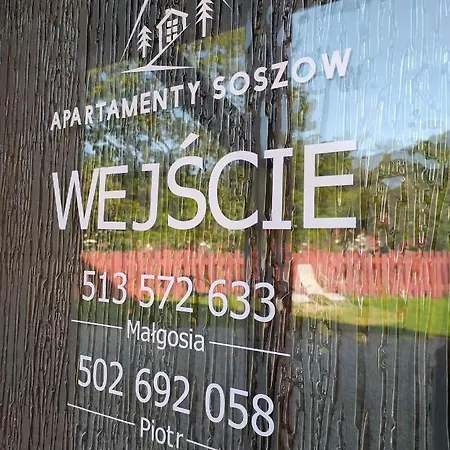 APARTAMENTY SOSZOW
WEJŚCIE
513 572 633
Małgosia
502 692 058
Piotr